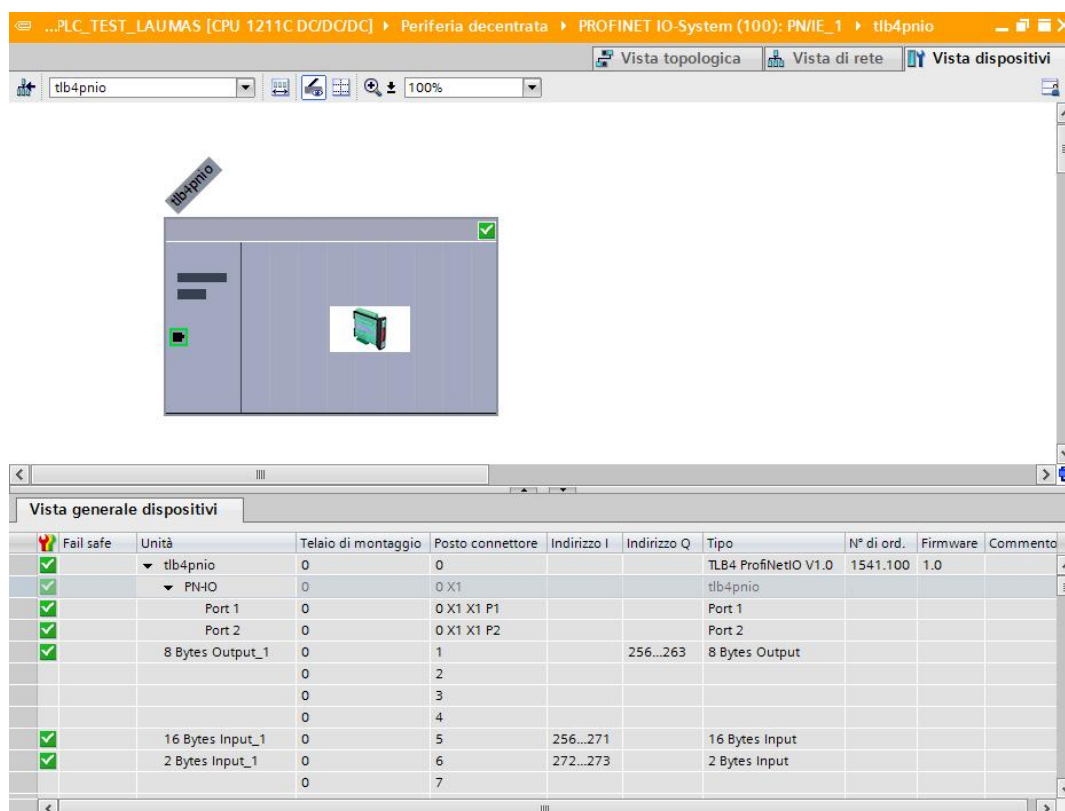 ...PLC_TEST_LAUMAS [CPU 1211C DC/DC/DC] Periferia decentrata PROFINET IO-System (100): PN/IE_1 tlb4pnio
Vista topologica Vista di rete Vista dispositivi
tlb4pnio 100%
tlb4pnio
Vista generale dispositivi
Fail safe Unità Telaio di montaggio Posto connettore Indirizzo I Indirizzo Q Tipo N° di ord. Firmware Commento
tlb4pnio 0 0 TLB4 ProfiNetIO V1.0 1541.100 1.0
PN-IO 0 0 X1 tlb4pnio
Port 1 0 0 X1 X1 P1 Port 1
Port 2 0 0 X1 X1 P2 Port 2
8 Bytes Output_1 0 1 256...263 8 Bytes Output
0 2
0 3
0 4
16 Bytes Input_1 0 5 256...271 16 Bytes Input
2 Bytes Input_1 0 6 272...273 2 Bytes Input
0 7